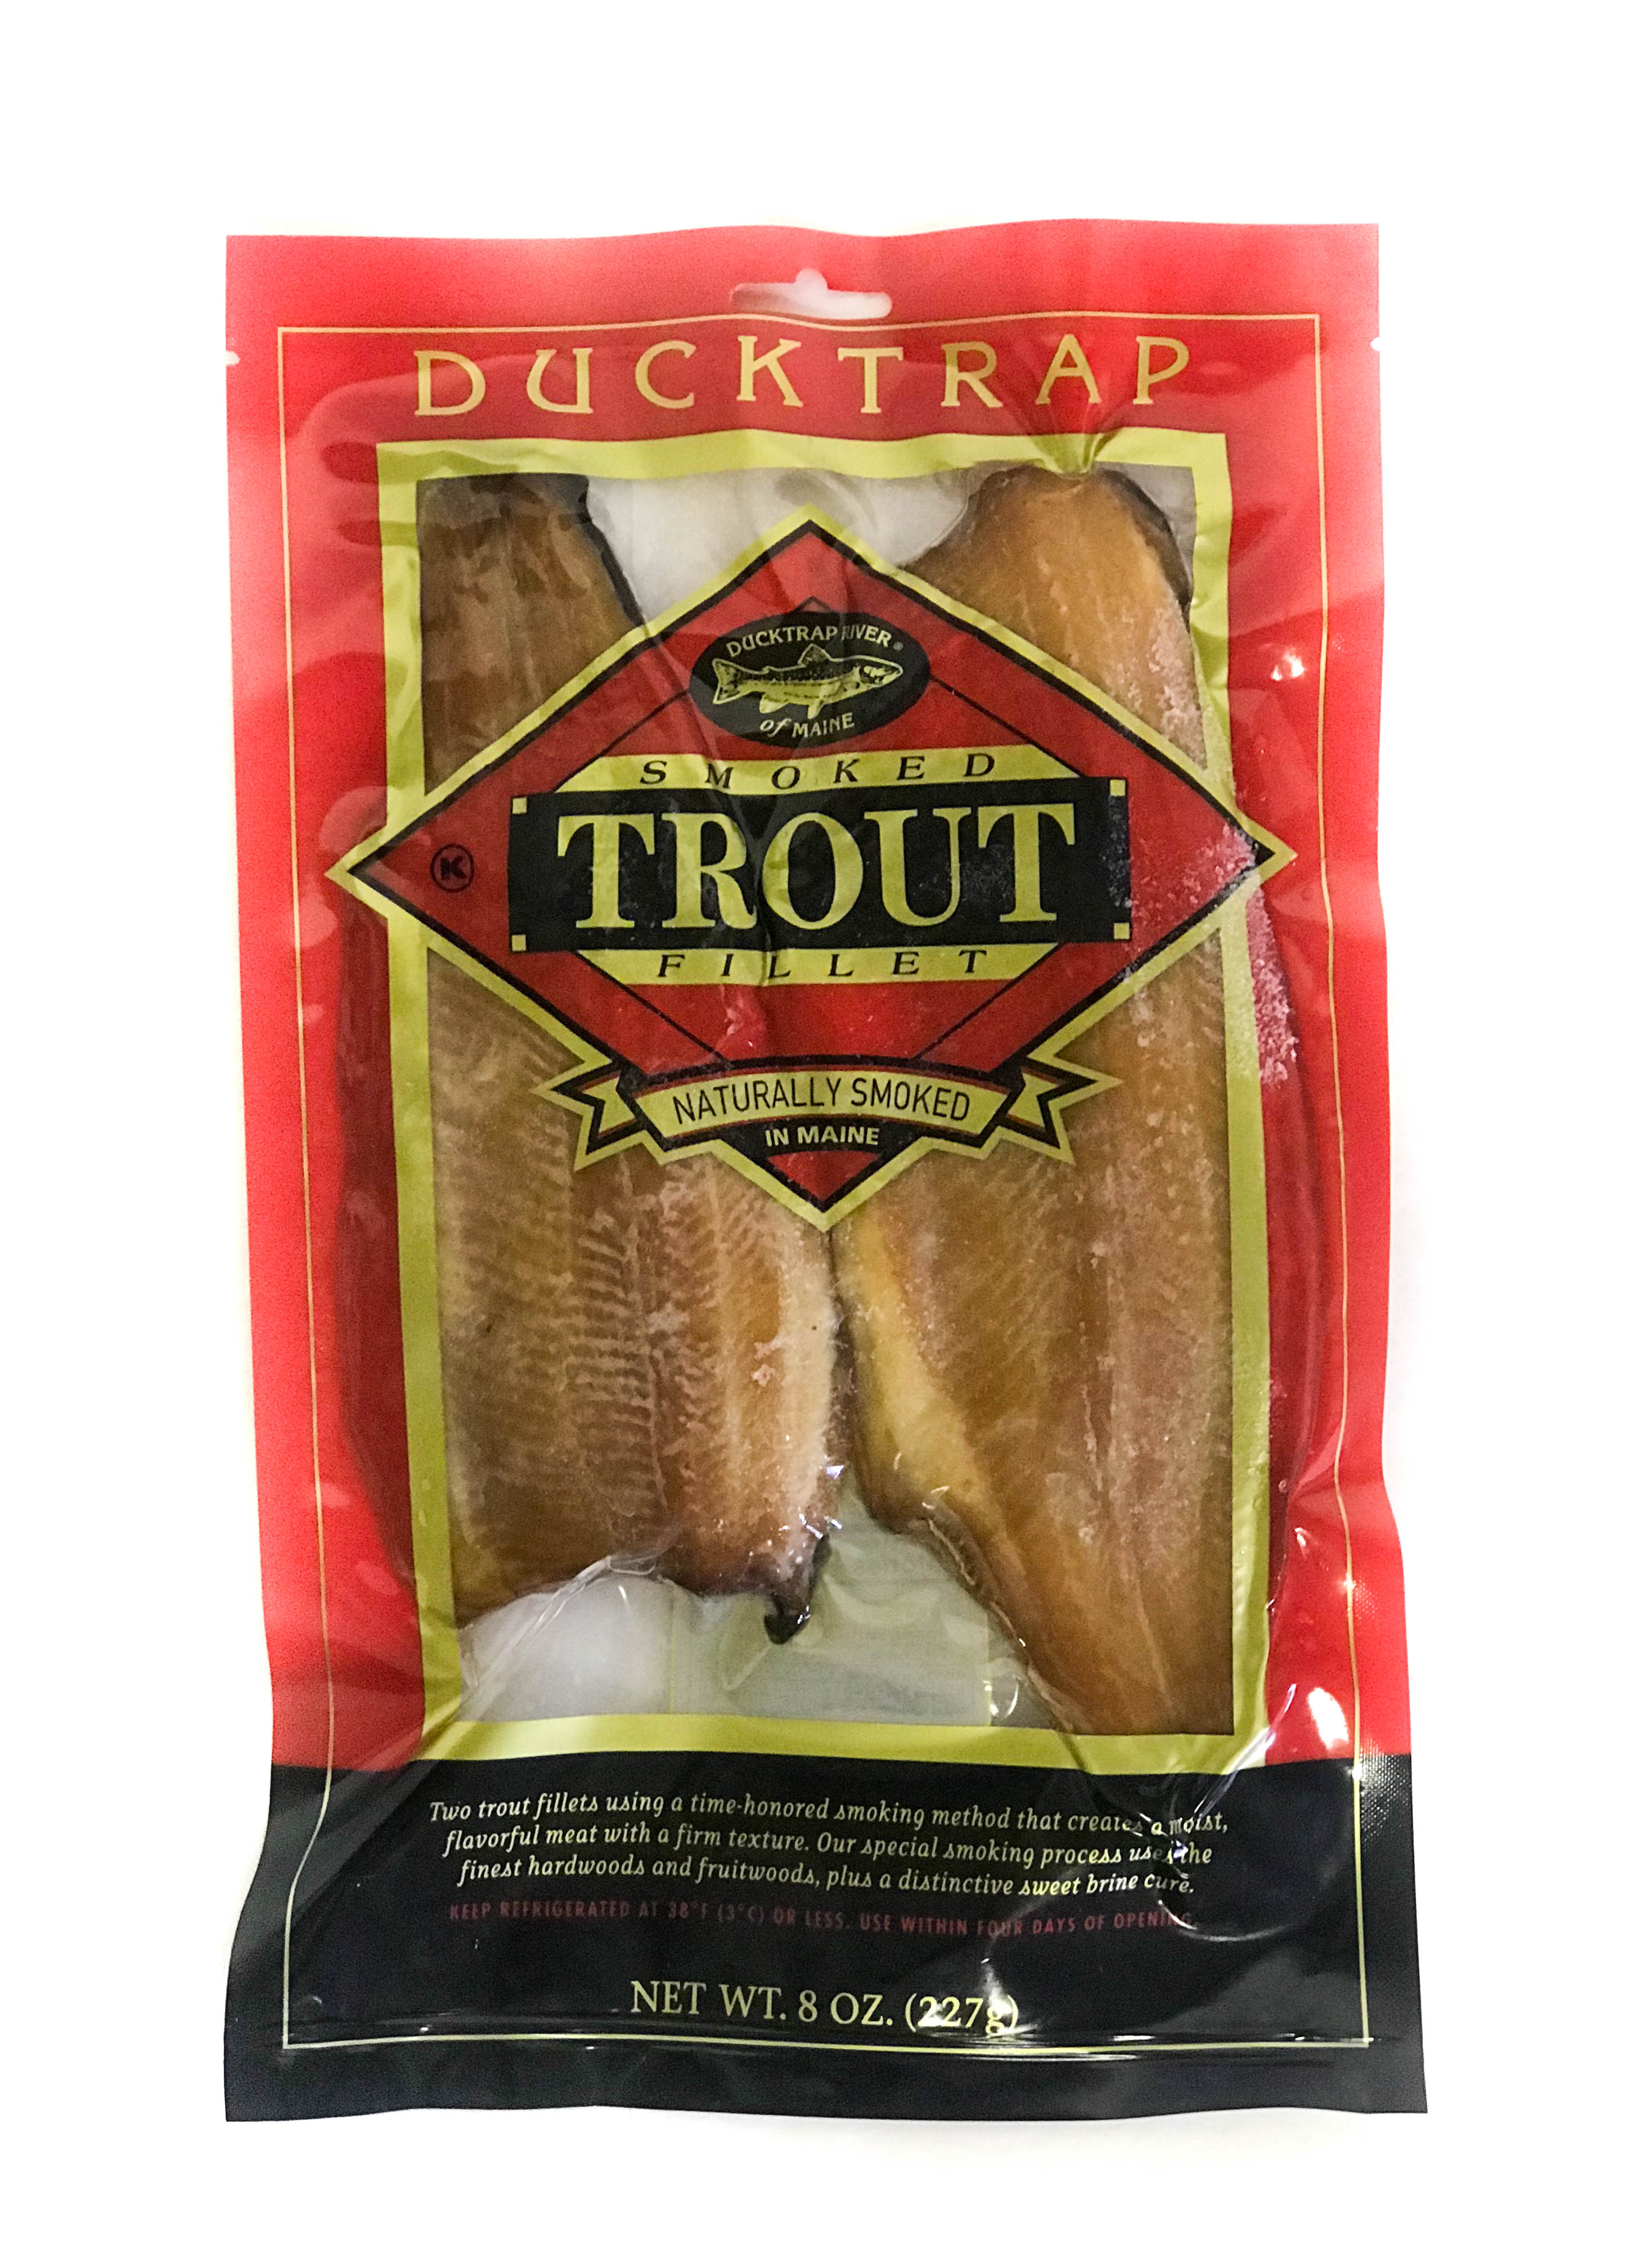 DUCKTRAP
DUCKTRAP RIVER®
of MAINE
SMOKED
K
TROUT
FILLET
NATURALLY SMOKED
IN MAINE
Two trout fillets using a time-honored smoking method that creates a moist,
flavorful meat with a firm texture. Our special smoking process uses the
finest hardwoods and fruitwoods, plus a distinctive sweet brine cure.
KEEP REFRIGERATED AT 38°F (3°C) OR LESS. USE WITHIN FOUR DAYS OF OPENING.
NET WT. 8 OZ. (227g)